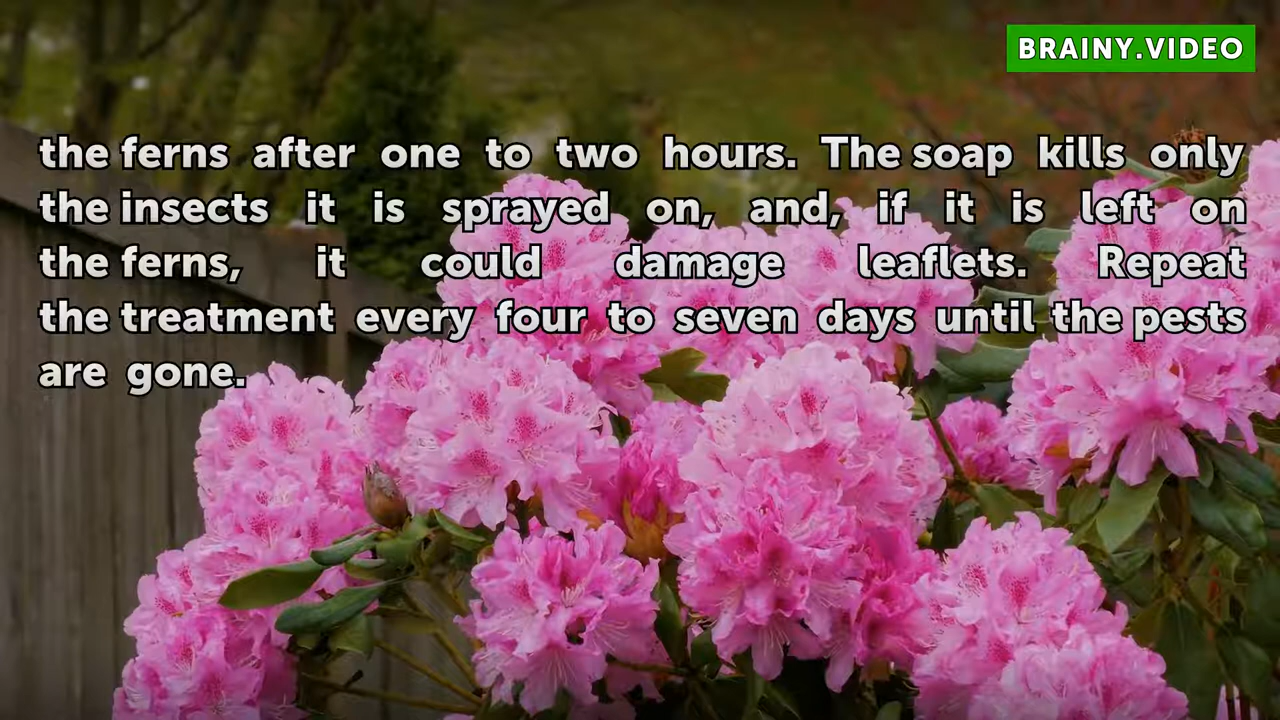 BRAINY.VIDEO
the ferns after one to two hours. The soap kills only
the insects it is sprayed on, and, if it is left on
the ferns, it could damage leaflets. Repeat
the treatment every four to seven days until the pests
are gone.